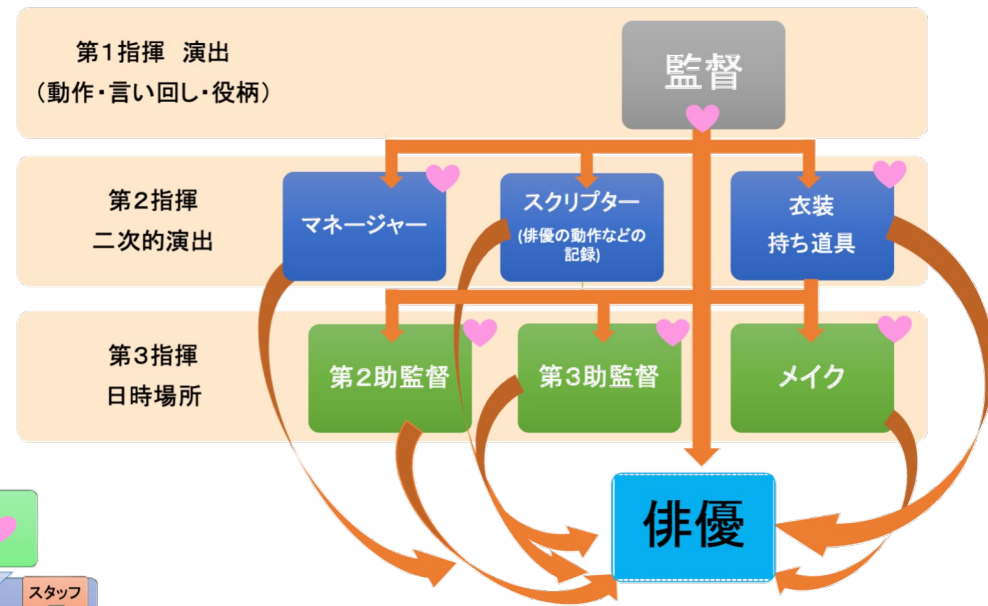 第1指揮 演出
(動作・言い回し・役柄)
監督
第2指揮
二次的演出
マネージャー
スクリプター
(俳優の動作などの
記録)
衣装
持ち道具
第3指揮
日時場所
第2助監督
第3助監督
メイク
俳優
スタッフ